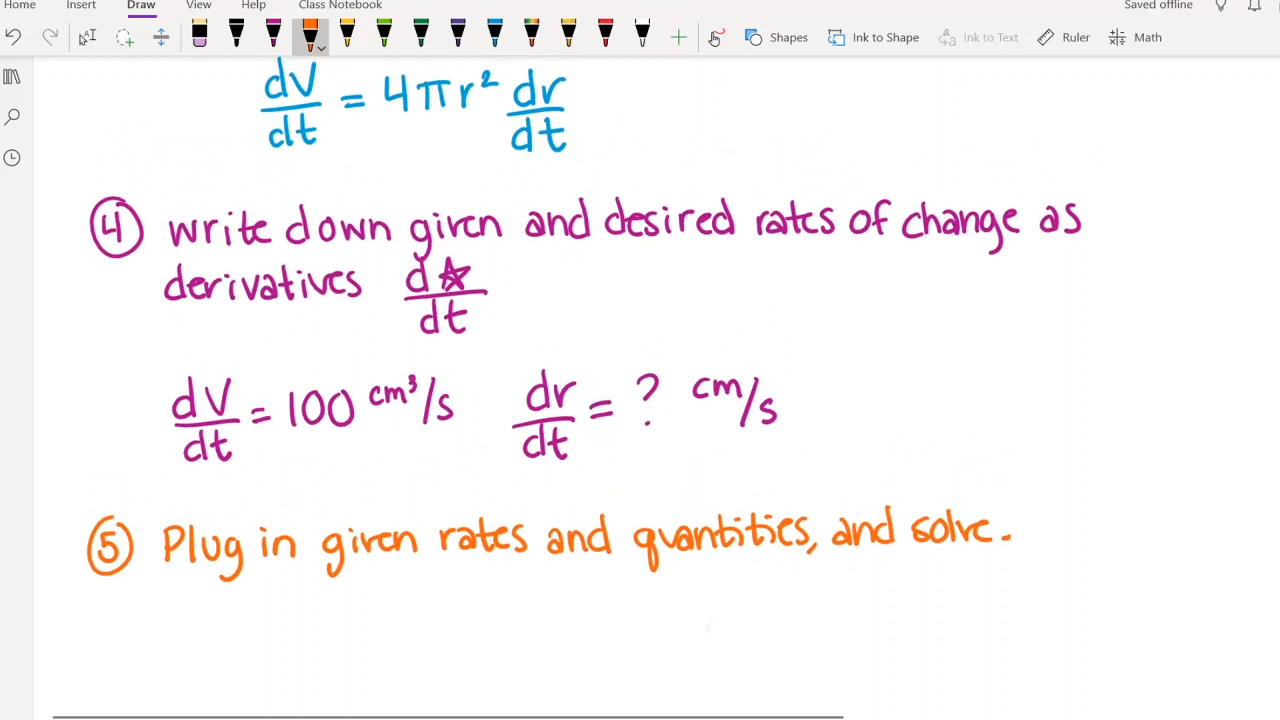 Home Insert Draw View Help Class Notebook Saved offline
Shapes Ink to Shape Ink to Text Ruler Math
dV/dt = 4πr² dr/dt
④ write down given and desired rates of change as
derivatives d☆/dt
dV/dt = 100 cm³/s dr/dt = ? cm/s
⑤ Plug in given rates and quantities, and solve.